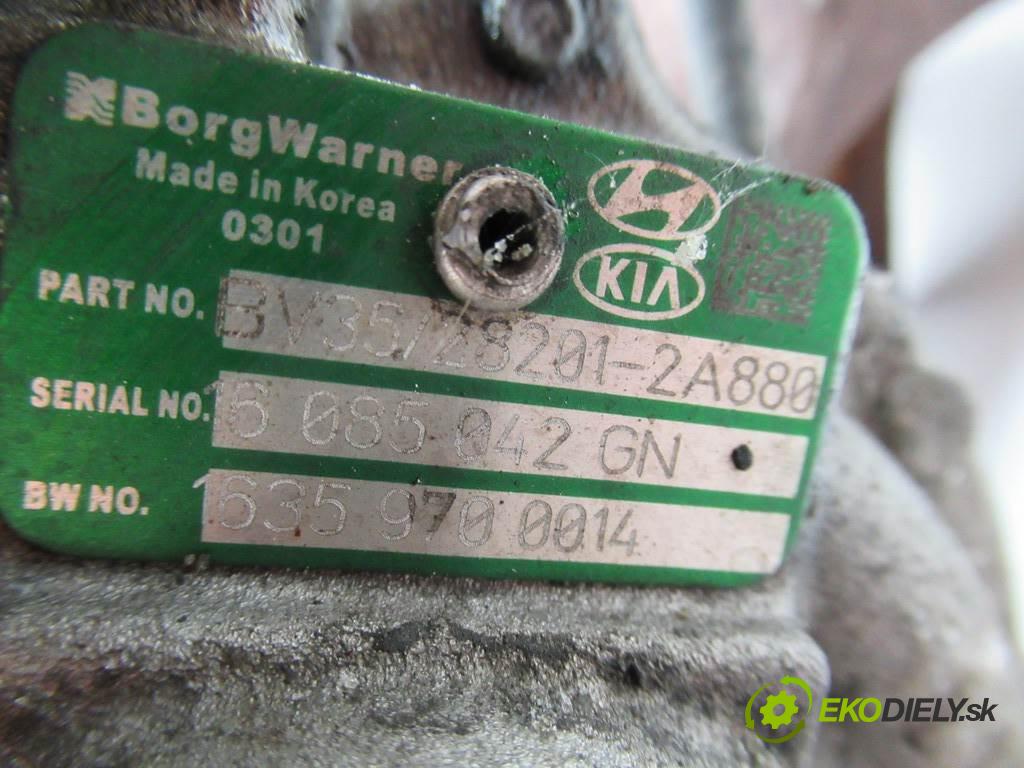 BorgWarner
Made in Korea
0301
KIA
PART NO. BV35/28201-2A880
SERIAL NO. 16 085 042 GN
BW NO. 1635 970 0014
EKODIELY.sk